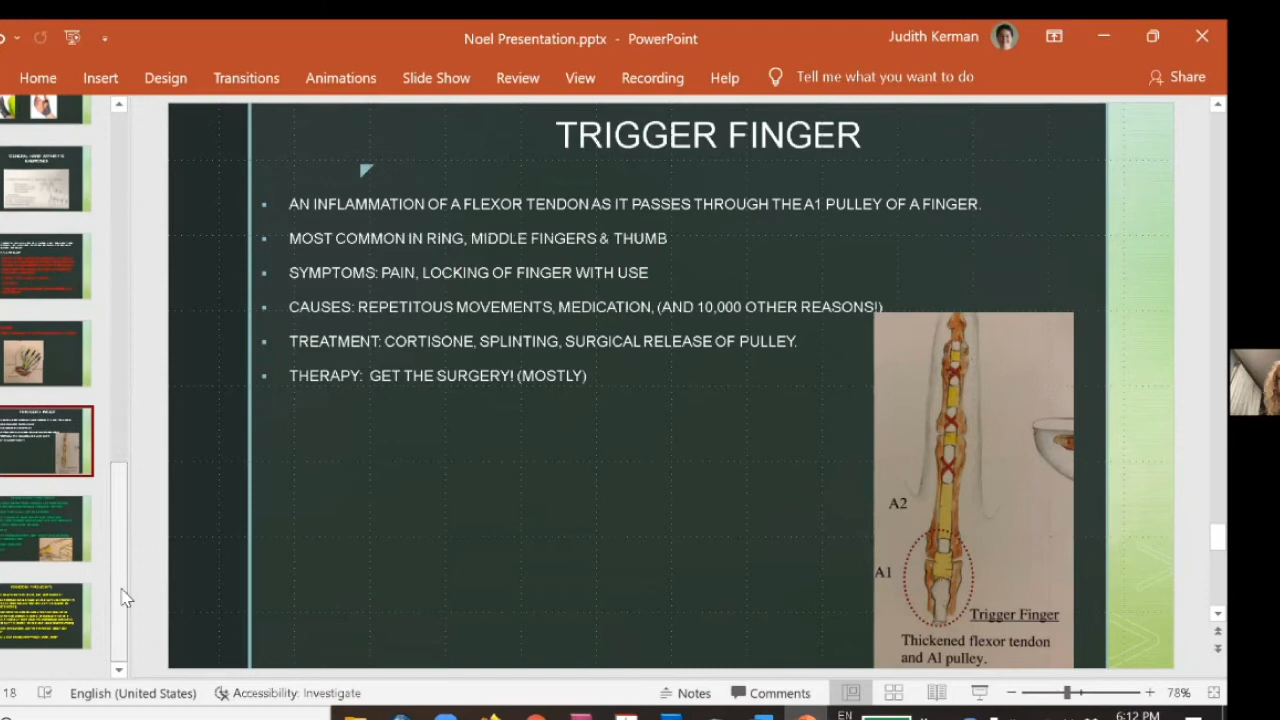 Noel Presentation.pptx - PowerPoint
Judith Kerman
Home Insert Design Transitions Animations Slide Show Review View Recording Help Tell me what you want to do Share
TRIGGER FINGER
AN INFLAMMATION OF A FLEXOR TENDON AS IT PASSES THROUGH THE A1 PULLEY OF A FINGER.
MOST COMMON IN RiNG, MIDDLE FINGERS & THUMB
SYMPTOMS: PAIN, LOCKING OF FINGER WITH USE
CAUSES: REPETITOUS MOVEMENTS, MEDICATION, (AND 10,000 OTHER REASONS!)
TREATMENT: CORTISONE, SPLINTING, SURGICAL RELEASE OF PULLEY.
THERAPY: GET THE SURGERY! (MOSTLY)
A2
A1
Trigger Finger
Thickened flexor tendon
and A1 pulley.
18 English (United States) Accessibility: Investigate Notes Comments 78%
EN 6:12 PM